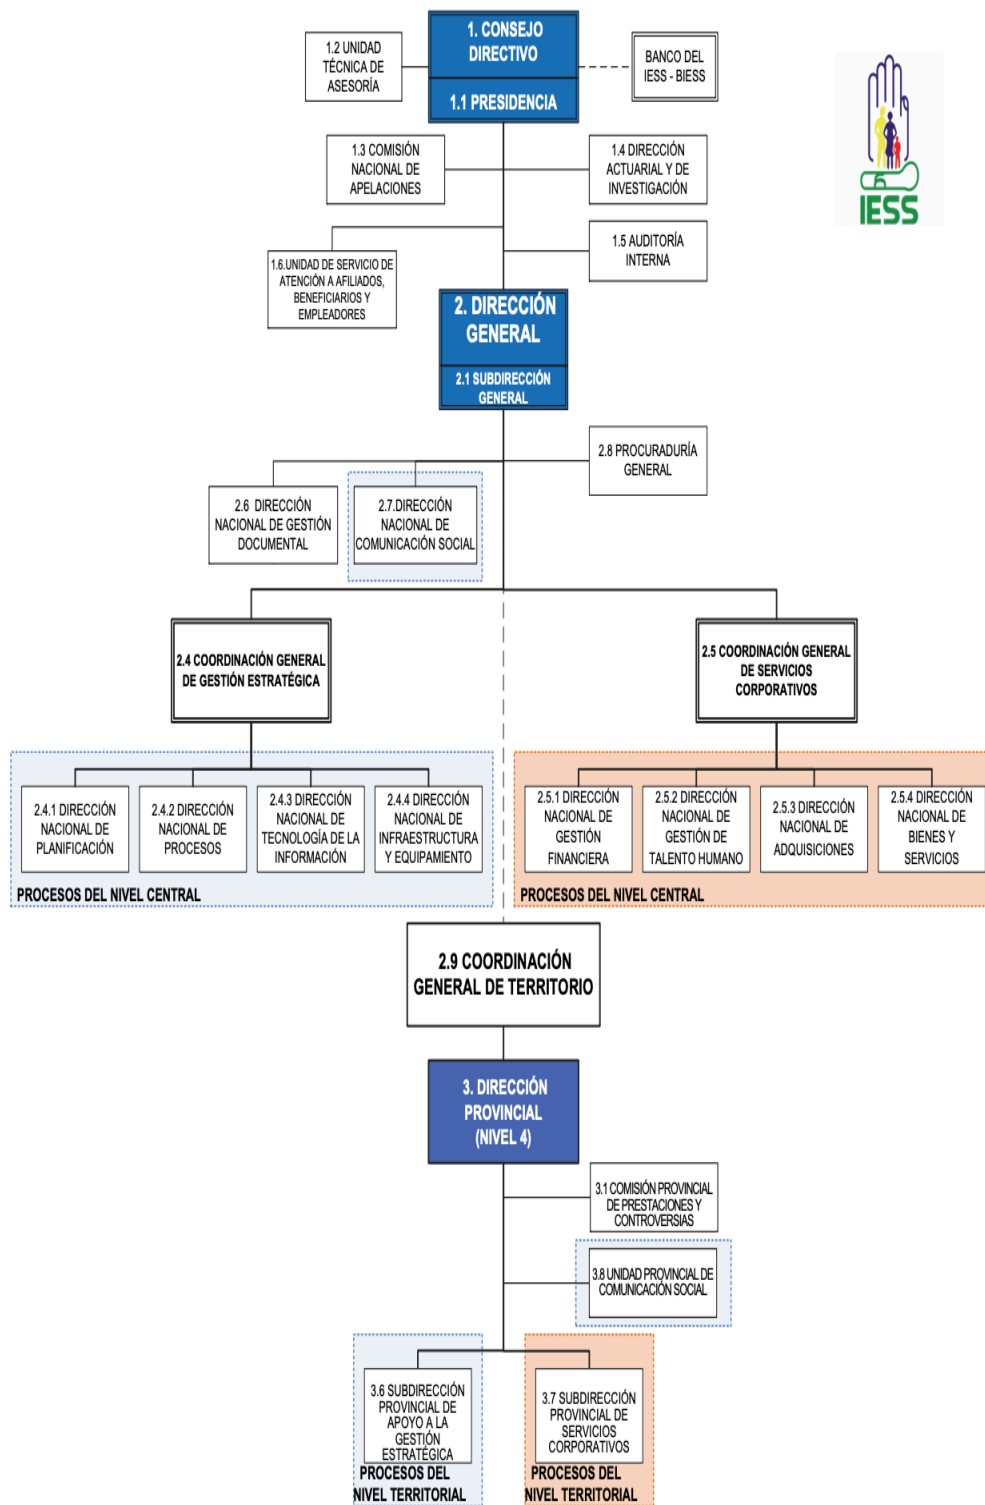 1. CONSEJO
DIRECTIVO
1.1 PRESIDENCIA
1.2 UNIDAD
TÉCNICA DE
ASESORÍA
BANCO DEL
IESS - BIESS
IESS
1.3 COMISIÓN
NACIONAL DE
APELACIONES
1.4 DIRECCIÓN
ACTUARIAL Y DE
INVESTIGACIÓN
1.5 AUDITORÍA
INTERNA
1.6.UNIDAD DE SERVICIO DE
ATENCIÓN A AFILIADOS,
BENEFICIARIOS Y
EMPLEADORES
2. DIRECCIÓN
GENERAL
2.1 SUBDIRECCIÓN
GENERAL
2.8 PROCURADURÍA
GENERAL
2.6 DIRECCIÓN
NACIONAL DE GESTIÓN
DOCUMENTAL
2.7.DIRECCIÓN
NACIONAL DE
COMUNICACIÓN SOCIAL
2.4 COORDINACIÓN GENERAL
DE GESTIÓN ESTRATÉGICA
2.5 COORDINACIÓN GENERAL
DE SERVICIOS
CORPORATIVOS
2.4.1 DIRECCIÓN
NACIONAL DE
PLANIFICACIÓN
2.4.2 DIRECCIÓN
NACIONAL DE
PROCESOS
2.4.3 DIRECCIÓN
NACIONAL DE
TECNOLOGÍA DE LA
INFORMACIÓN
2.4.4 DIRECCIÓN
NACIONAL DE
INFRAESTRUCTURA
Y EQUIPAMIENTO
PROCESOS DEL NIVEL CENTRAL
2.5.1 DIRECCIÓN
NACIONAL DE
GESTIÓN
FINANCIERA
2.5.2 DIRECCIÓN
NACIONAL DE
GESTIÓN DE
TALENTO HUMANO
2.5.3 DIRECCIÓN
NACIONAL DE
ADQUISICIONES
2.5.4 DIRECCIÓN
NACIONAL DE
BIENES Y
SERVICIOS
PROCESOS DEL NIVEL CENTRAL
2.9 COORDINACIÓN
GENERAL DE TERRITORIO
3. DIRECCIÓN
PROVINCIAL
(NIVEL 4)
3.1 COMISIÓN PROVINCIAL
DE PRESTACIONES Y
CONTROVERSIAS
3.8 UNIDAD PROVINCIAL DE
COMUNICACIÓN SOCIAL
3.6 SUBDIRECCIÓN
PROVINCIAL DE
APOYO A LA
GESTIÓN
ESTRATÉGICA
PROCESOS DEL
NIVEL TERRITORIAL
3.7 SUBDIRECCIÓN
PROVINCIAL DE
SERVICIOS
CORPORATIVOS
PROCESOS DEL
NIVEL TERRITORIAL